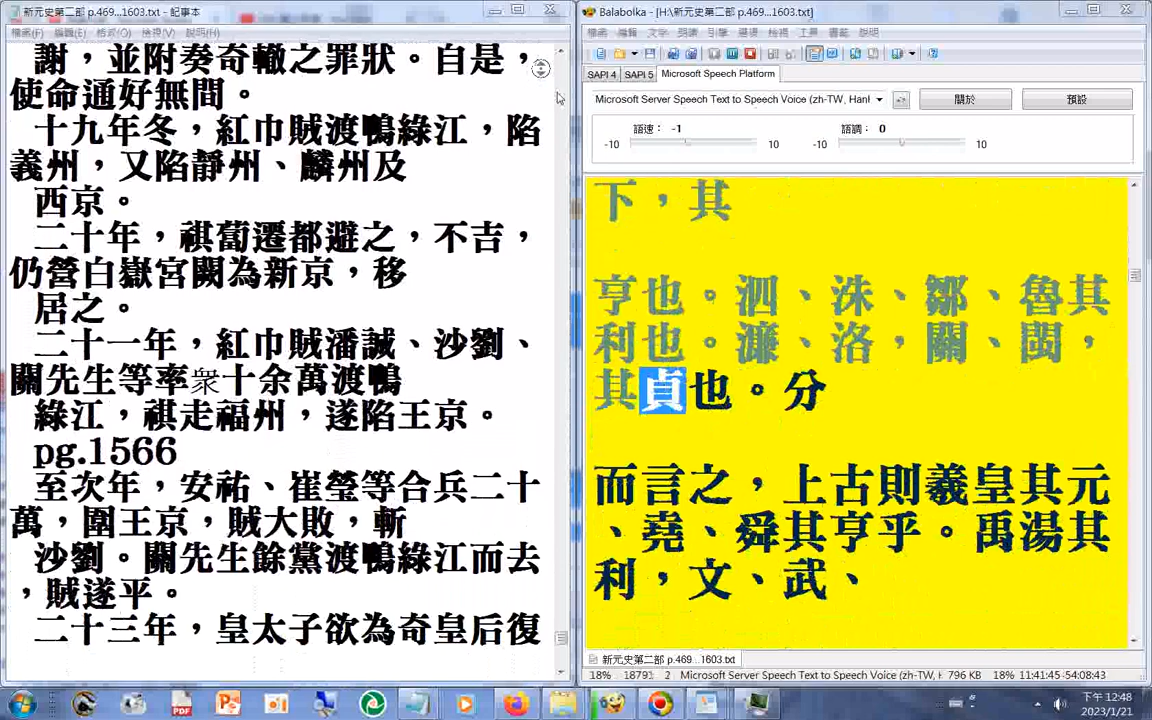 新元史第二部 p.469...1603.txt - 記事本
檔案(F) 編輯(E) 格式(O) 檢視(V) 說明(H)
謝，並附奏奇轍之罪狀。自是，
使命通好無間。
十九年冬，紅巾賊渡鴨綠江，陷
義州，又陷靜州、麟州及
西京。
二十年，祺蔔遷都避之，不吉，
仍營白嶽宮闕為新京，移
居之。
二十一年，紅巾賊潘誠、沙劉、
關先生等率衆十余萬渡鴨
綠江，祺走福州，遂陷王京。
pg.1566
至次年，安祐、崔瑩等合兵二十
萬，圍王京，賊大敗，斬
沙劉。關先生餘黨渡鴨綠江而去
，賊遂平。
二十三年，皇太子欲為奇皇后復
Balabolka - [H:\新元史第二部 p.469...1603.txt]
檔案 編輯 文字 朗讀 引擎 選項 檢視 工具 書籤 說明
SAPI 4 SAPI 5 Microsoft Speech Platform
Microsoft Server Speech Text to Speech Voice (zh-TW, Hanl
關於 預設
語速： -1 語調： 0
-10 10 -10 10
下，其
亨也。泗、洙、鄒、魯其
利也。濂、洛，關、閩，
其貞也。分
而言之，上古則羲皇其元
、堯、舜其亨乎。禹湯其
利，文、武、
新元史第二部 p.469...1603.txt
18% 18791: 2 Microsoft Server Speech Text to Speech Voice (zh-TW, H 796 KB 18% 11:41:45-54:08:43
下午 12:48
2023/1/21